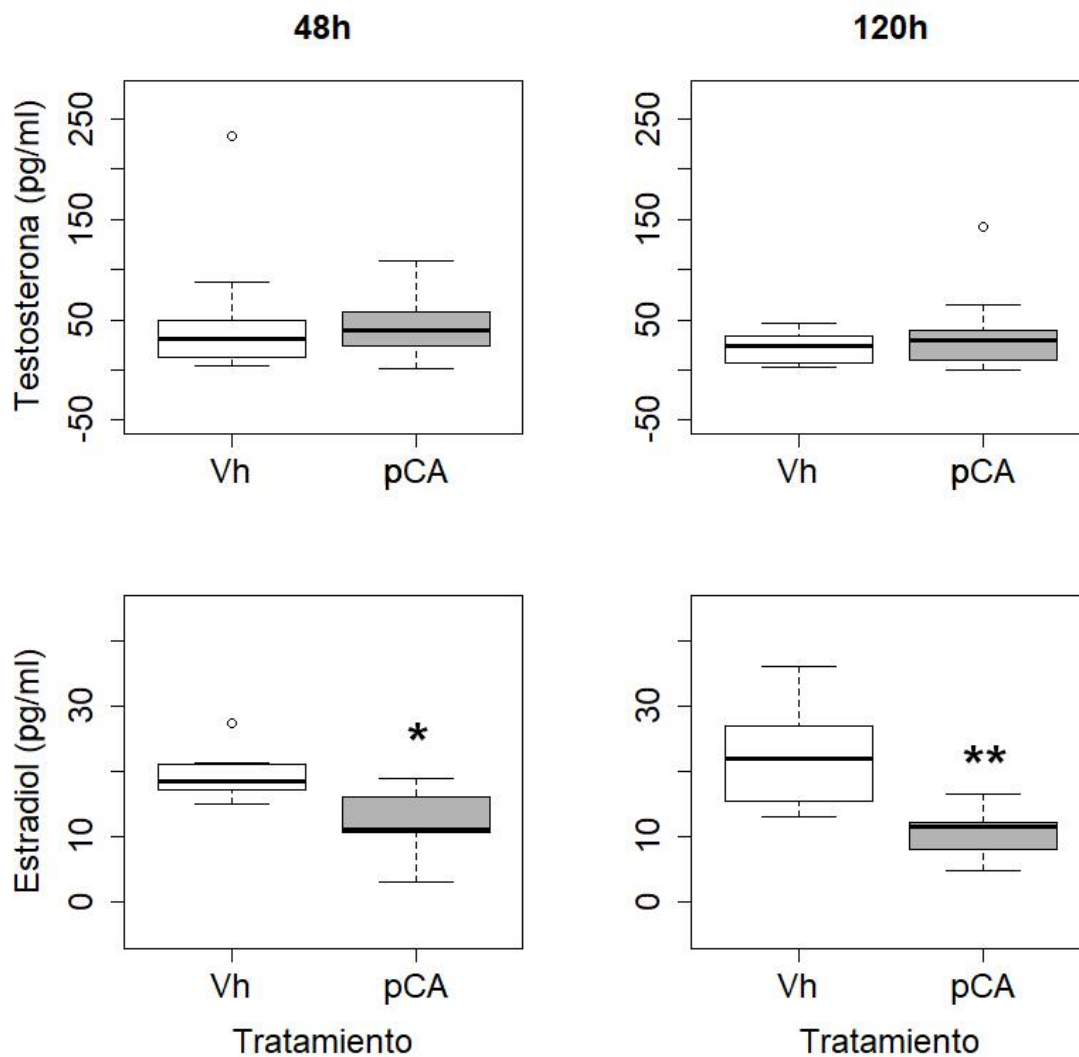 48h
120h
Testosterona (pg/ml)
250
150
50
-50
Vh
pCA
250
150
50
-50
Vh
pCA
Estradiol (pg/ml)
30
10
0
*
Vh
pCA
Tratamiento
30
10
0
**
Vh
pCA
Tratamiento